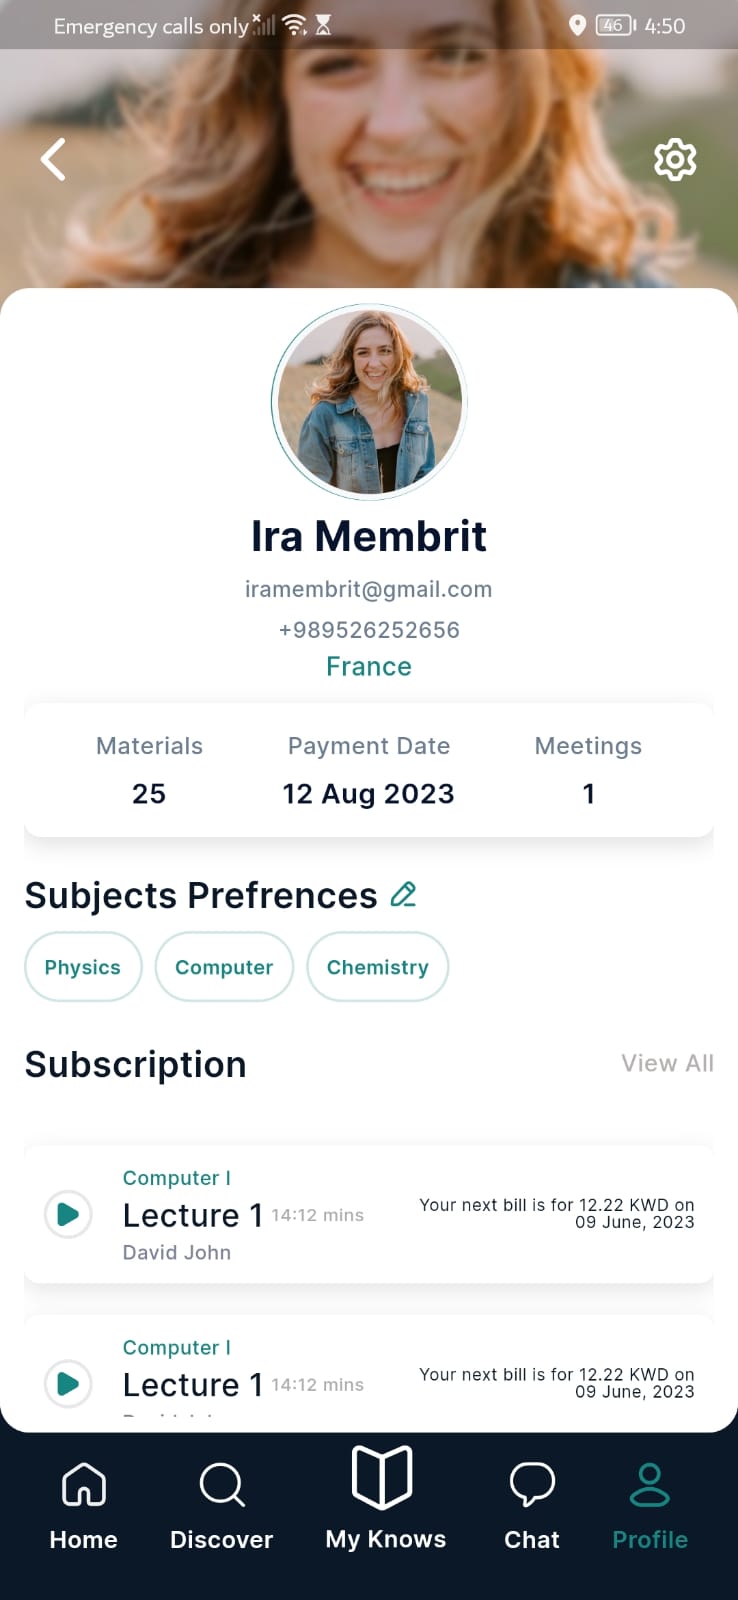 Emergency calls only
46
4:50
Ira Membrit
iramembrit@gmail.com
+989526252656
France
Materials
25
Payment Date
12 Aug 2023
Meetings
1
Subjects Prefrences
Physics
Computer
Chemistry
Subscription
View All
Computer I
Lecture 1 14:12 mins
David John
Your next bill is for 12.22 KWD on
09 June, 2023
Computer I
Lecture 1 14:12 mins
Your next bill is for 12.22 KWD on
09 June, 2023
Home
Discover
My Knows
Chat
Profile